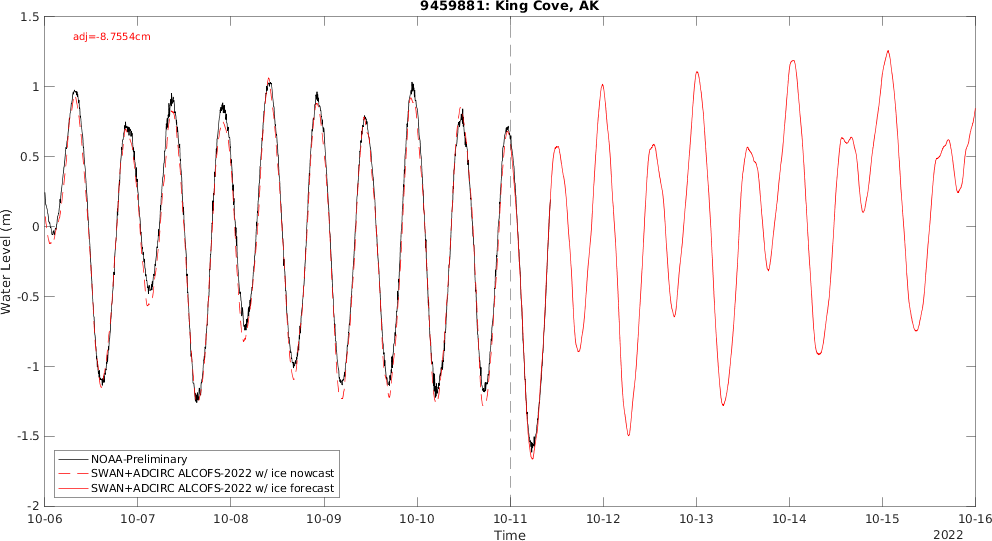 9459881: King Cove, AK
adj=-8.7554cm
1.5
1
0.5
0
-0.5
-1
-1.5
-2
Water Level (m)
NOAA-Preliminary
SWAN+ADCIRC ALCOFS-2022 w/ ice nowcast
SWAN+ADCIRC ALCOFS-2022 w/ ice forecast
10-06 10-07 10-08 10-09 10-10 10-11 10-12 10-13 10-14 10-15 10-16
Time
2022